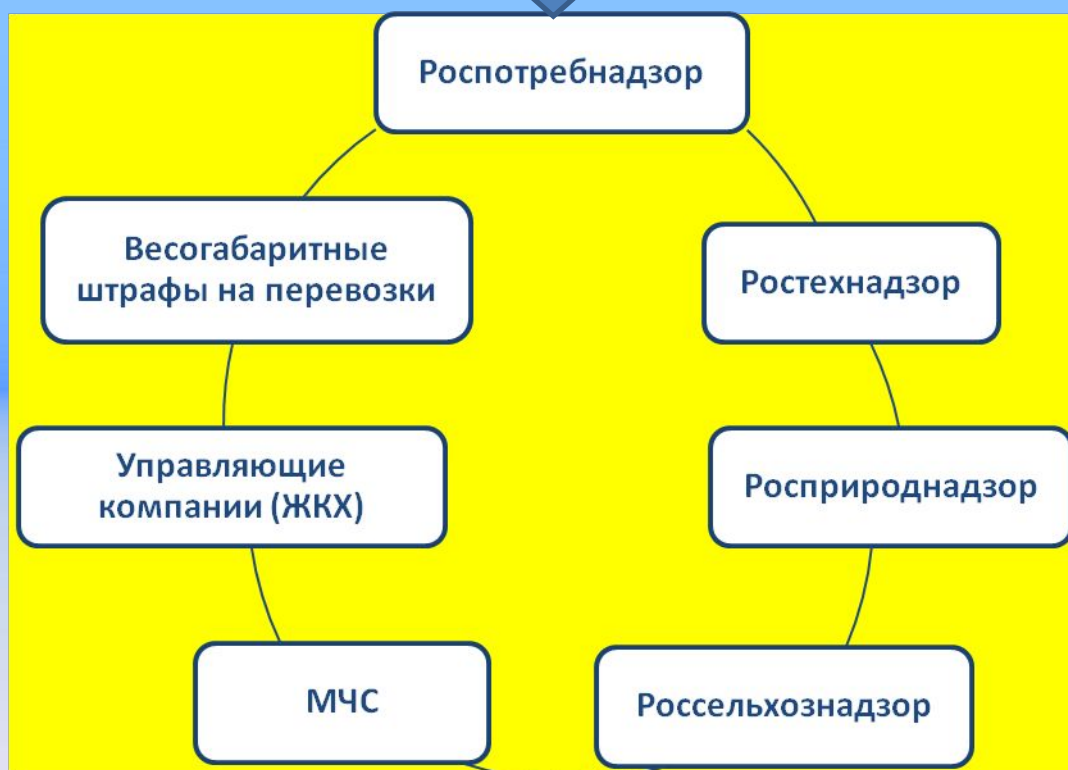 Роспотребнадзор
Весогабаритные
штрафы на перевозки
Ростехнадзор
Управляющие
компании (ЖКХ)
Росприроднадзор
МЧС
Россельхознадзор